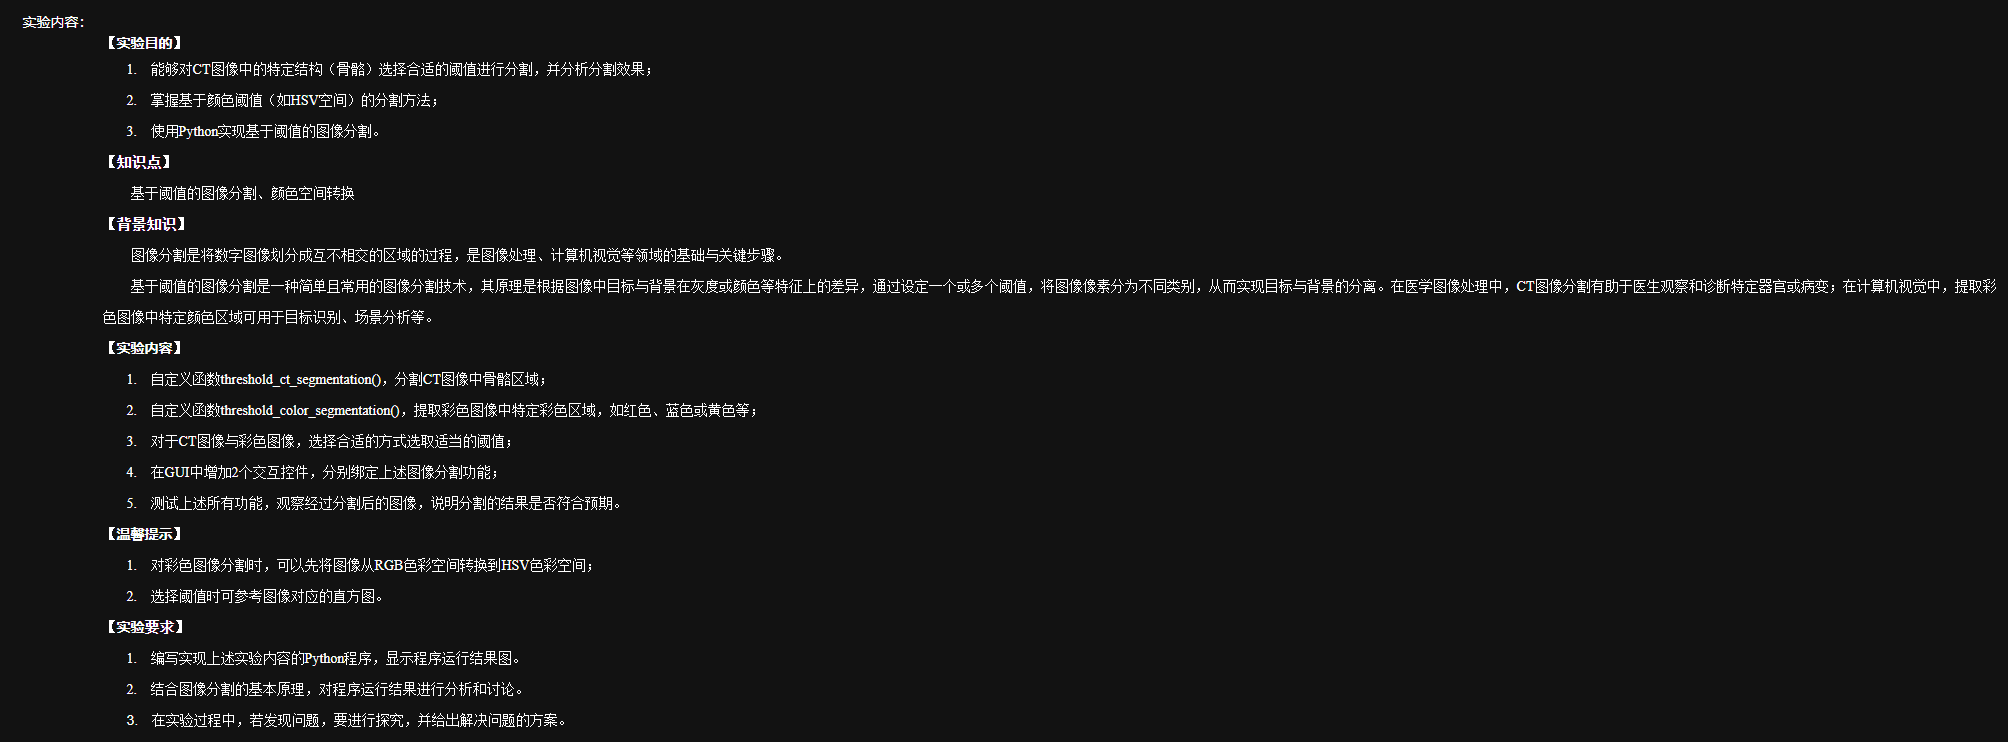 实验内容：
【实验目的】
1. 能够对CT图像中的特定结构（骨骼）选择合适的阈值进行分割，并分析分割效果；
2. 掌握基于颜色阈值（如HSV空间）的分割方法；
3. 使用Python实现基于阈值的图像分割。
【知识点】
基于阈值的图像分割、颜色空间转换
【背景知识】
图像分割是将数字图像划分成互不相交的区域的过程，是图像处理、计算机视觉等领域的基础与关键步骤。
基于阈值的图像分割是一种简单且常用的图像分割技术，其原理是根据图像中目标与背景在灰度或颜色等特征上的差异，通过设定一个或多个阈值，将图像像素分为不同类别，从而实现目标与背景的分离。在医学图像处理中，CT图像分割有助于医生观察和诊断特定器官或病变；在计算机视觉中，提取彩
色图像中特定颜色区域可用于目标识别、场景分析等。
【实验内容】
1. 自定义函数threshold_ct_segmentation()，分割CT图像中骨骼区域；
2. 自定义函数threshold_color_segmentation()，提取彩色图像中特定彩色区域，如红色、蓝色或黄色等；
3. 对于CT图像与彩色图像，选择合适的方式选取适当的阈值；
4. 在GUI中增加2个交互控件，分别绑定上述图像分割功能；
5. 测试上述所有功能，观察经过分割后的图像，说明分割的结果是否符合预期。
【温馨提示】
1. 对彩色图像分割时，可以先将图像从RGB色彩空间转换到HSV色彩空间；
2. 选择阈值时可参考图像对应的直方图。
【实验要求】
1. 编写实现上述实验内容的Python程序，显示程序运行结果图。
2. 结合图像分割的基本原理，对程序运行结果进行分析和讨论。
3. 在实验过程中，若发现问题，要进行探究，并给出解决问题的方案。